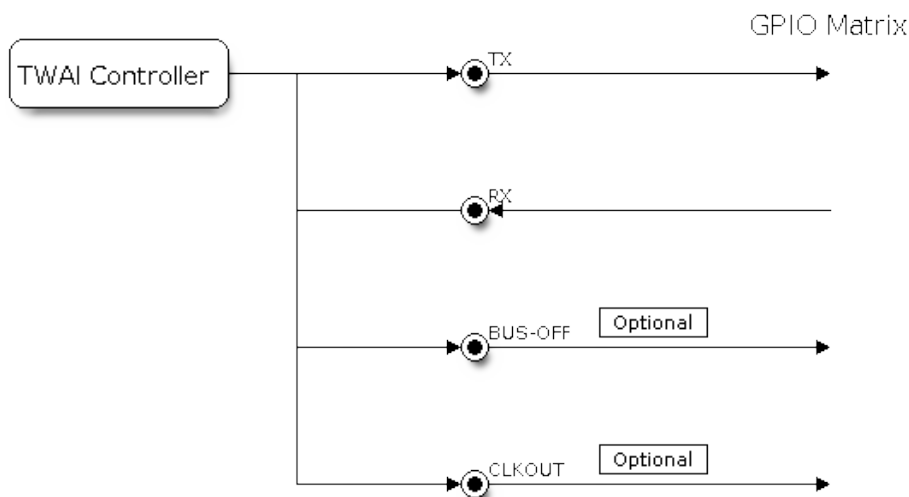 GPIO Matrix
TWAI Controller
TX
RX
BUS-OFF
Optional
CLKOUT
Optional